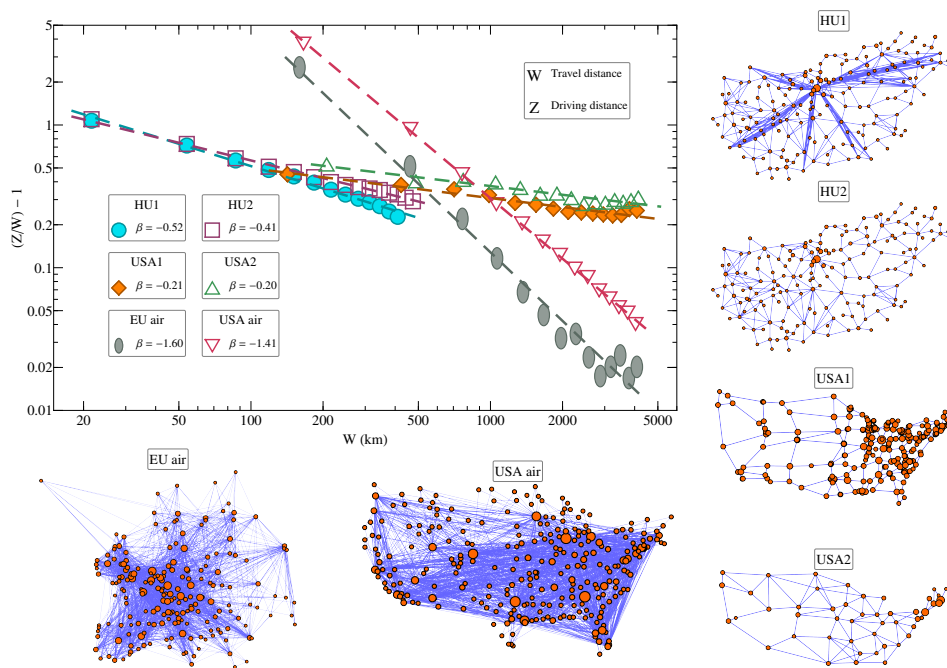 5
2
1
0.5
0.2
0.1
0.05
0.02
0.01
(Z/W) − 1
W Travel distance
Z Driving distance
HU1
β = −0.52
HU2
β = −0.41
USA1
β = −0.21
USA2
β = −0.20
EU air
β = −1.60
USA air
β = −1.41
20 50 100 200 500 1000 2000 5000
W (km)
HU1
HU2
USA1
USA2
EU air
USA air